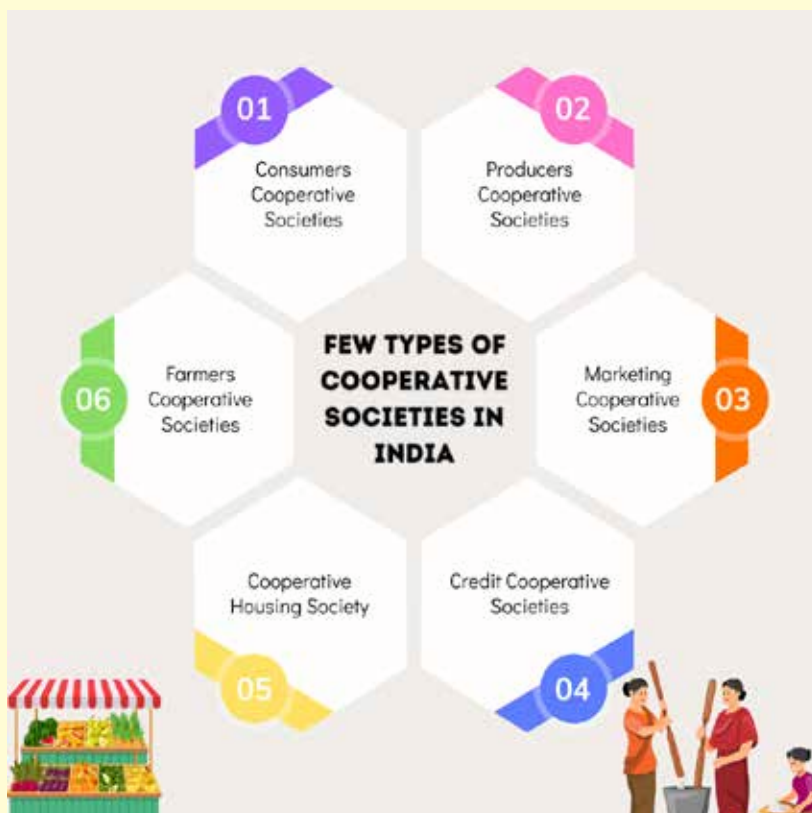 01
Consumers
Cooperative
Societies
02
Producers
Cooperative
Societies
FEW TYPES OF
COOPERATIVE
SOCIETIES IN
INDIA
Marketing
Cooperative
Societies
03
Credit Cooperative
Societies
04
Cooperative
Housing Society
05
06
Farmers
Cooperative
Societies